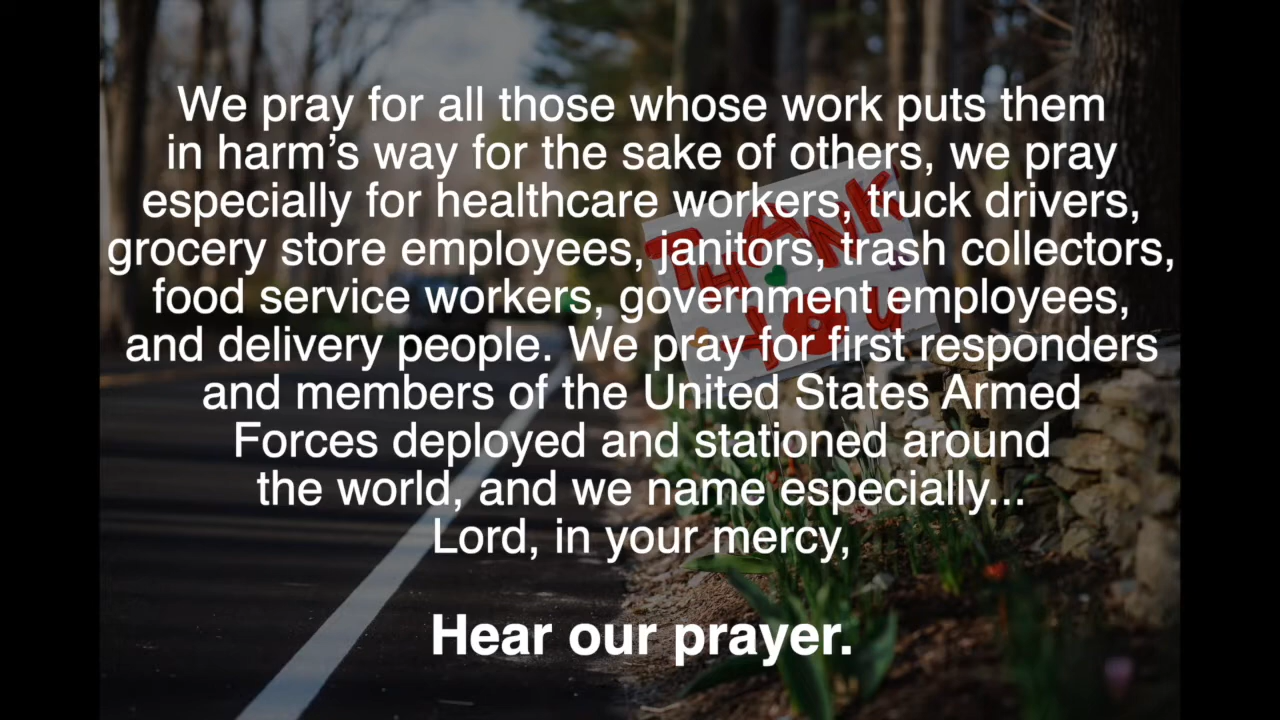 We pray for all those whose work puts them
in harm's way for the sake of others, we pray
especially for healthcare workers, truck drivers,
grocery store employees, janitors, trash collectors,
food service workers, government employees,
and delivery people. We pray for first responders
and members of the United States Armed
Forces deployed and stationed around
the world, and we name especially...
Lord, in your mercy,
Hear our prayer.
THANK
YOU